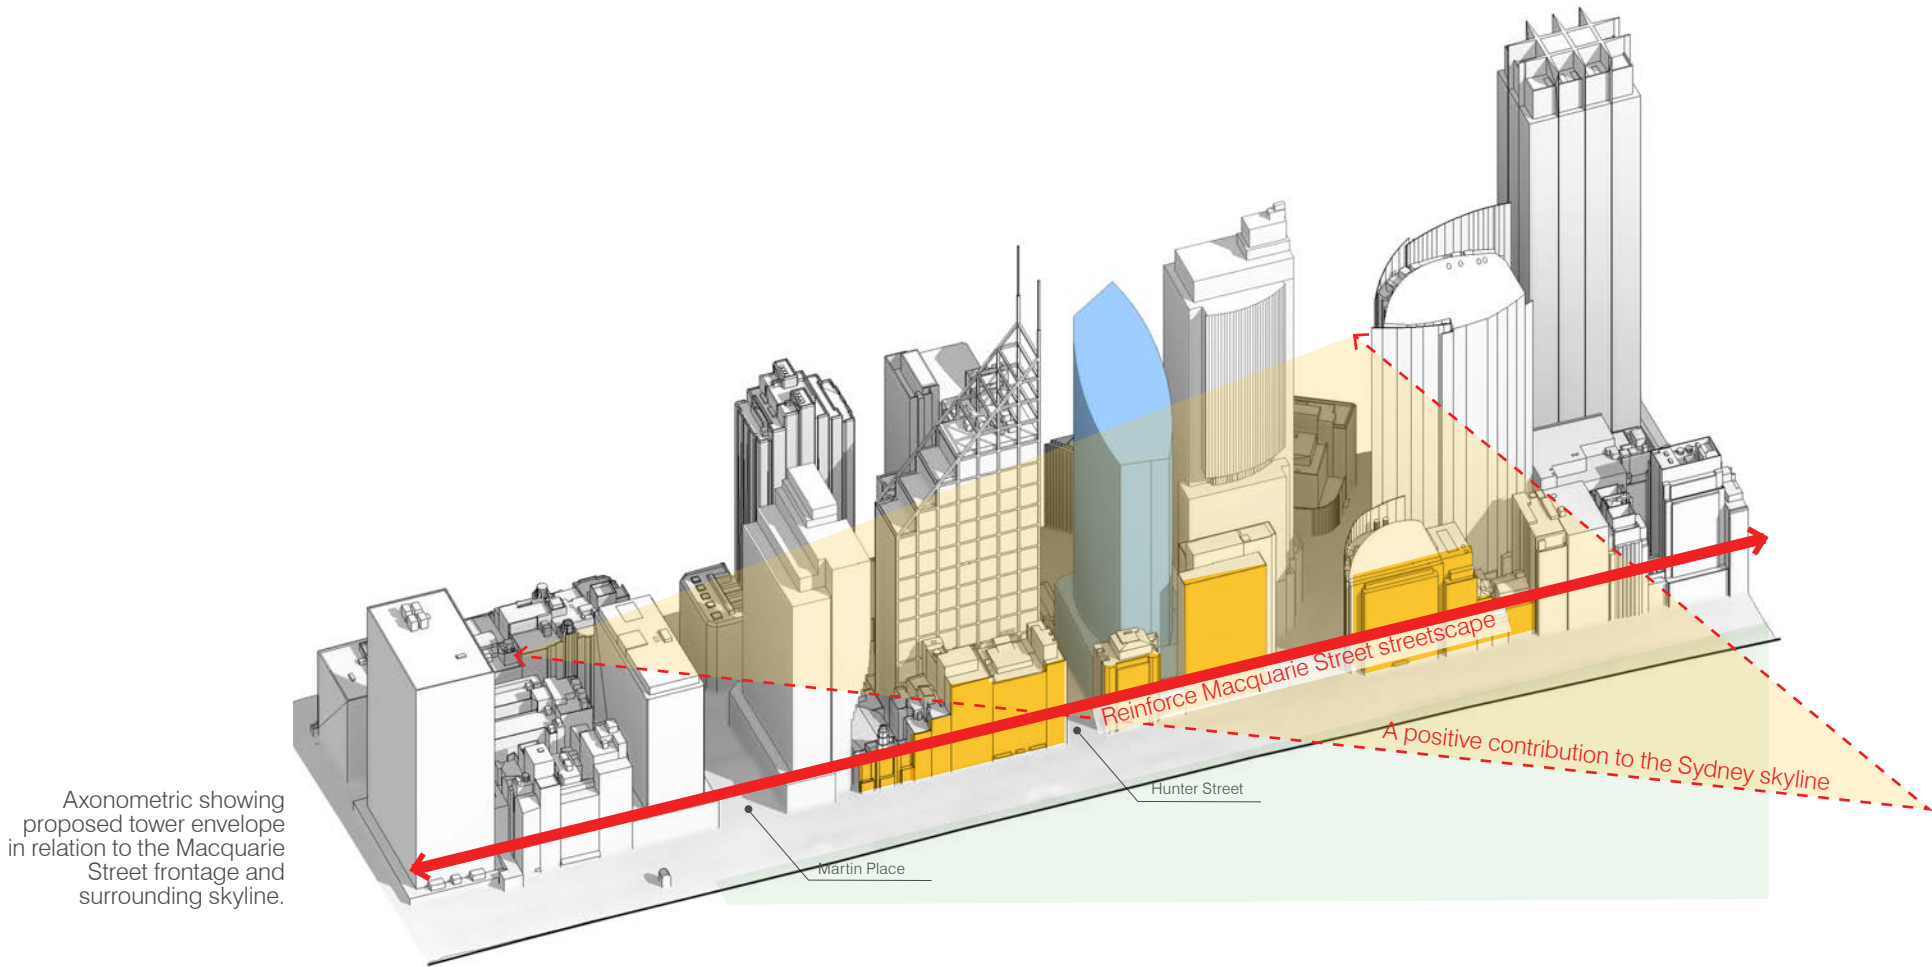 Reinforce Macquarie Street streetscape
A positive contribution to the Sydney skyline
Hunter Street
Martin Place
Axonometric showing
proposed tower envelope
in relation to the Macquarie
Street frontage and
surrounding skyline.